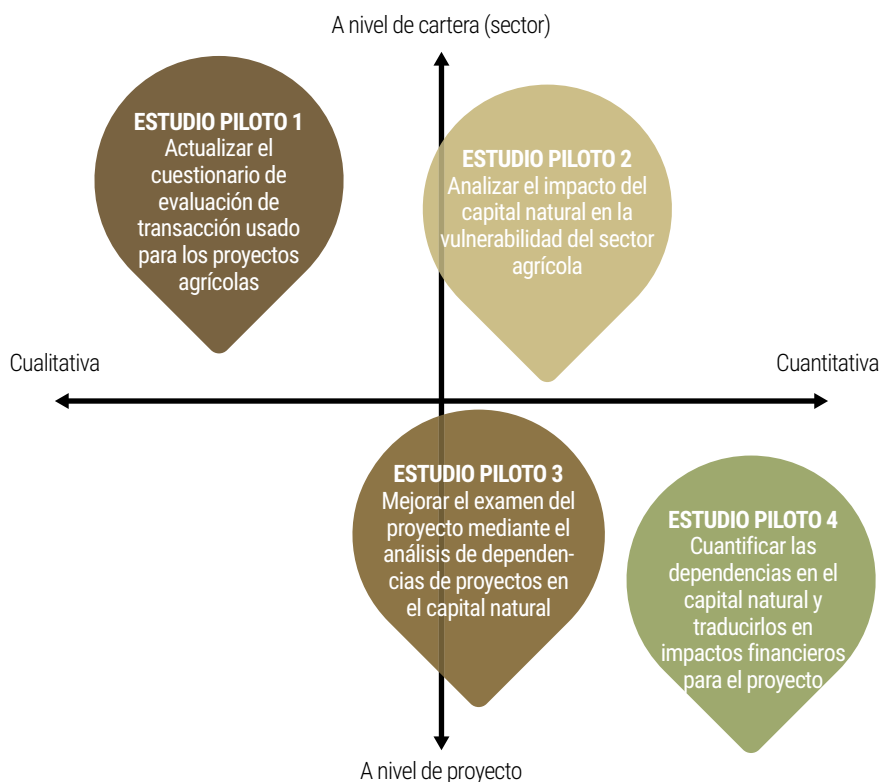 A nivel de cartera (sector)
ESTUDIO PILOTO 1
Actualizar el
cuestionario de
evaluación de
transacción usado
para los proyectos
agrícolas
ESTUDIO PILOTO 2
Analizar el impacto del
capital natural en la
vulnerabilidad del sector
agrícola
Cualitativa
Cuantitativa
ESTUDIO PILOTO 3
Mejorar el examen del
proyecto mediante el
análisis de dependen-
cias de proyectos en
el capital natural
ESTUDIO PILOTO 4
Cuantificar las
dependencias en el
capital natural y
traducirlos en
impactos financieros
para el proyecto.
A nivel de proyecto